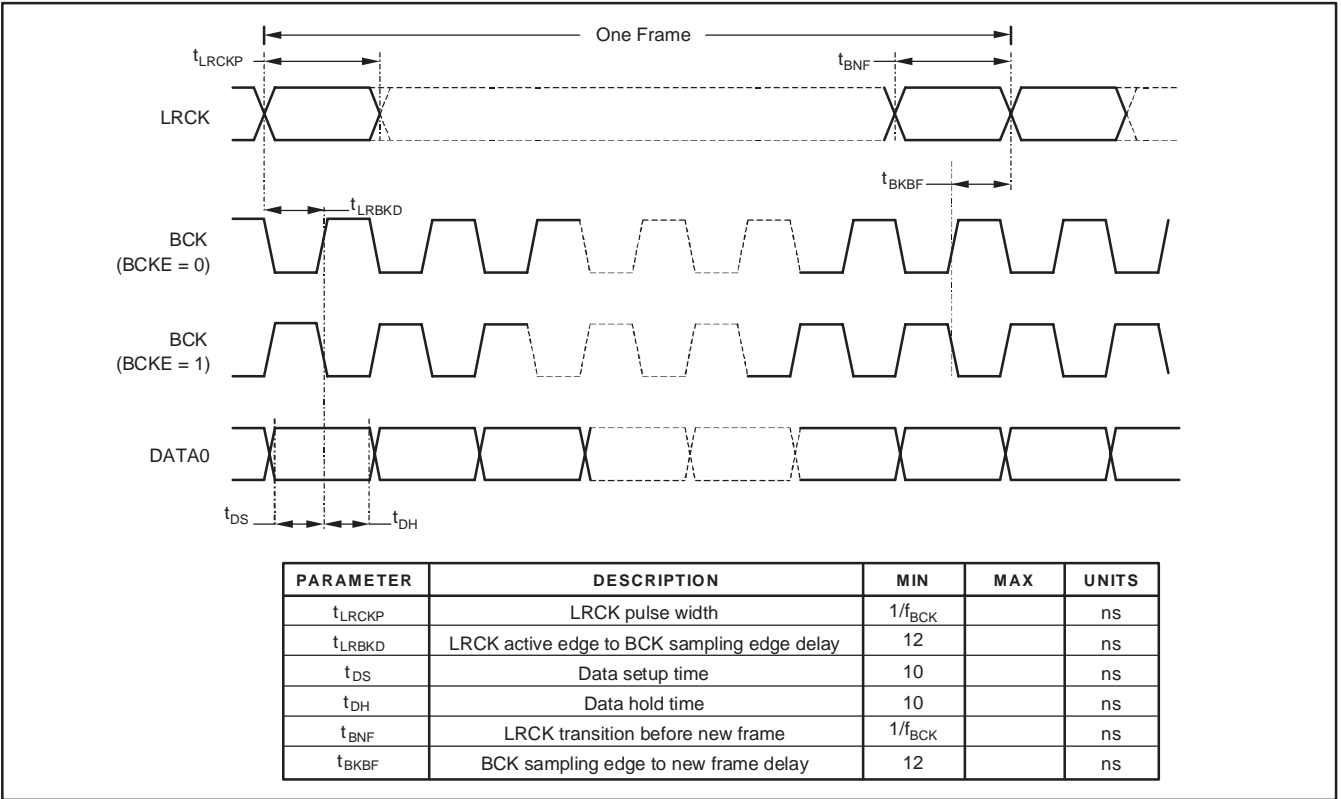 One Frame
tLRCKP
tBNF
LRCK
tBKBF
tLRBKD
BCK
(BCKE = 0)
BCK
(BCKE = 1)
DATA0
tDS
tDH
PARAMETER DESCRIPTION MIN MAX UNITS
tLRCKP LRCK pulse width 1/fBCK ns
tLRBKD LRCK active edge to BCK sampling edge delay 12 ns
tDS Data setup time 10 ns
tDH Data hold time 10 ns
tBNF LRCK transition before new frame 1/fBCK ns
tBKBF BCK sampling edge to new frame delay 12 ns